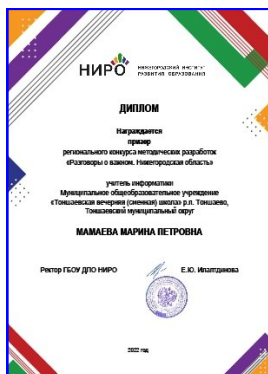 НИРО
НИЖЕГОРОДСКИЙ ИНСТИТУТ
РАЗВИТИЯ ОБРАЗОВАНИЯ
ДИПЛОМ
Награждается
призер
регионального конкурса методических разработок
«Разговоры о важном. Нижегородская область»
учитель информатики
Муниципальное общеобразовательное учреждение
«Тоншаевская вечерняя (сменная) школа» р.п. Тоншаево,
Тоншаевский муниципальный округ
МАМАЕВА МАРИНА ПЕТРОВНА
Ректор ГБОУ ДПО НИРО Е.Ю. Илалтдинова
2022 год